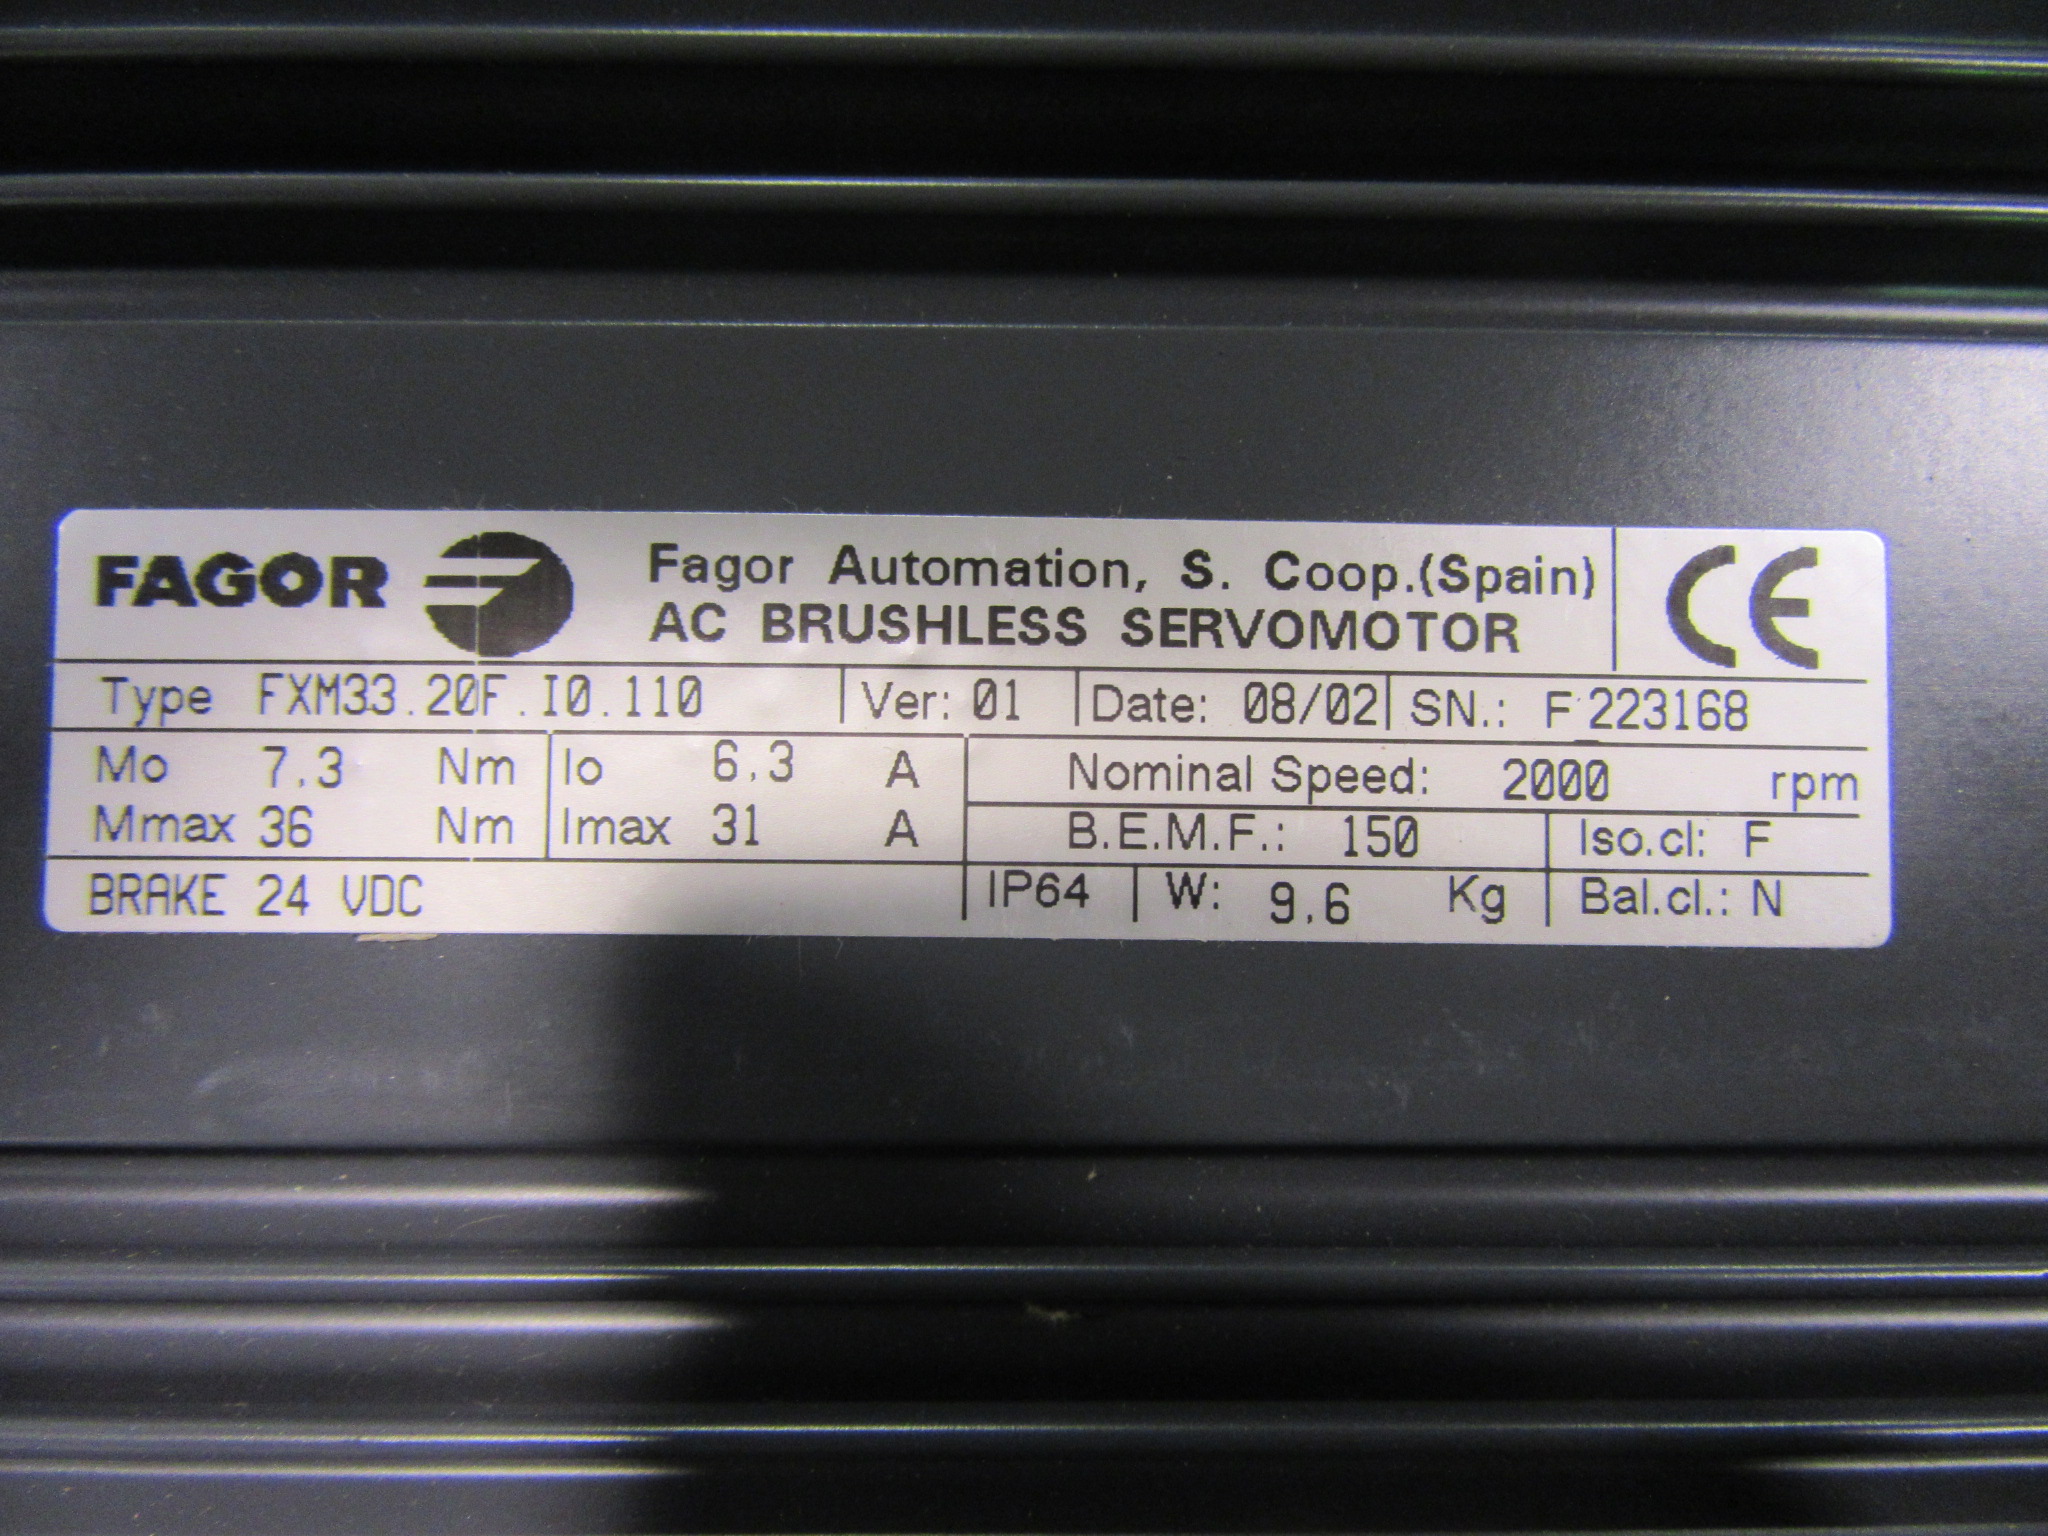 FAGOR
Fagor Automation, S. Coop.(Spain)
AC BRUSHLESS SERVOMOTOR
CE
Type FXM33.20F.I0.110 Ver: 01 Date: 08/02 SN.: F 223168
Mo 7,3 Nm Io 6,3 A Nominal Speed: 2000 rpm
Mmax 36 Nm Imax 31 A B.E.M.F.: 150 Iso.cl: F
BRAKE 24 VDC IP64 W: 9,6 Kg Bal.cl.: N